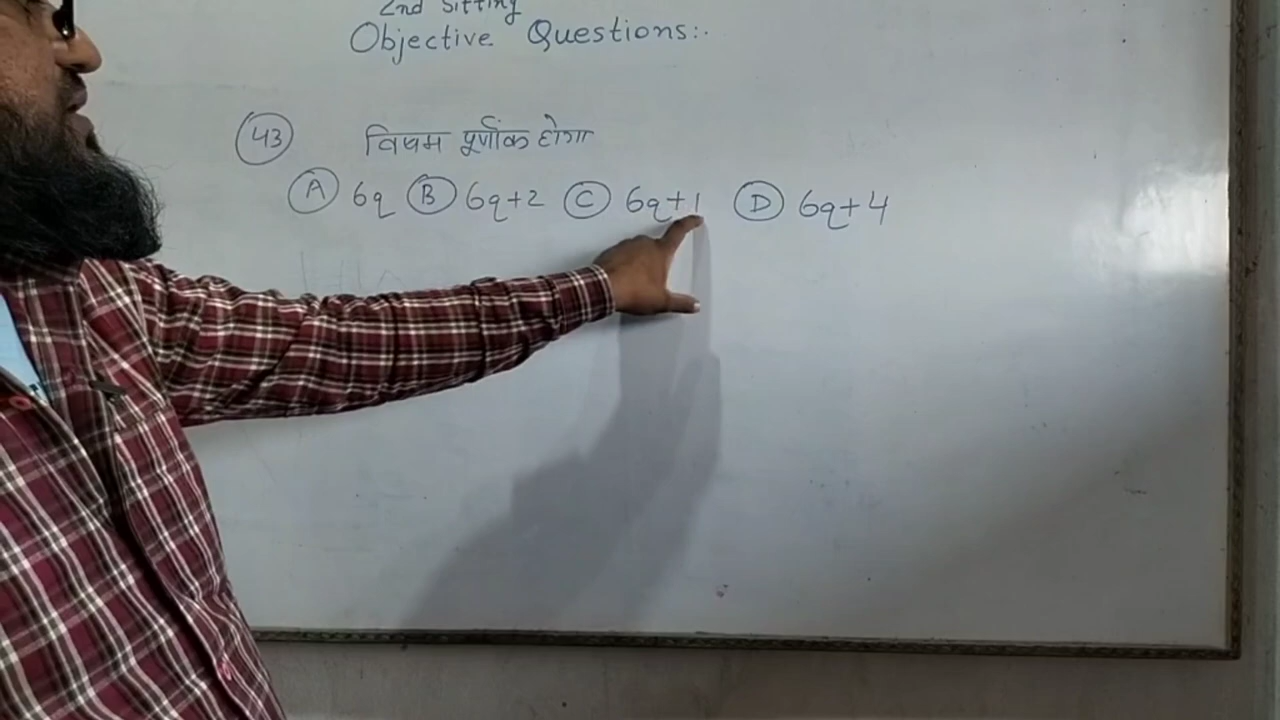 2nd Sitting
Objective Questions:-
43 विषम पूर्णांक होगा
A 6q B 6q+2 C 6q+1 D 6q+4